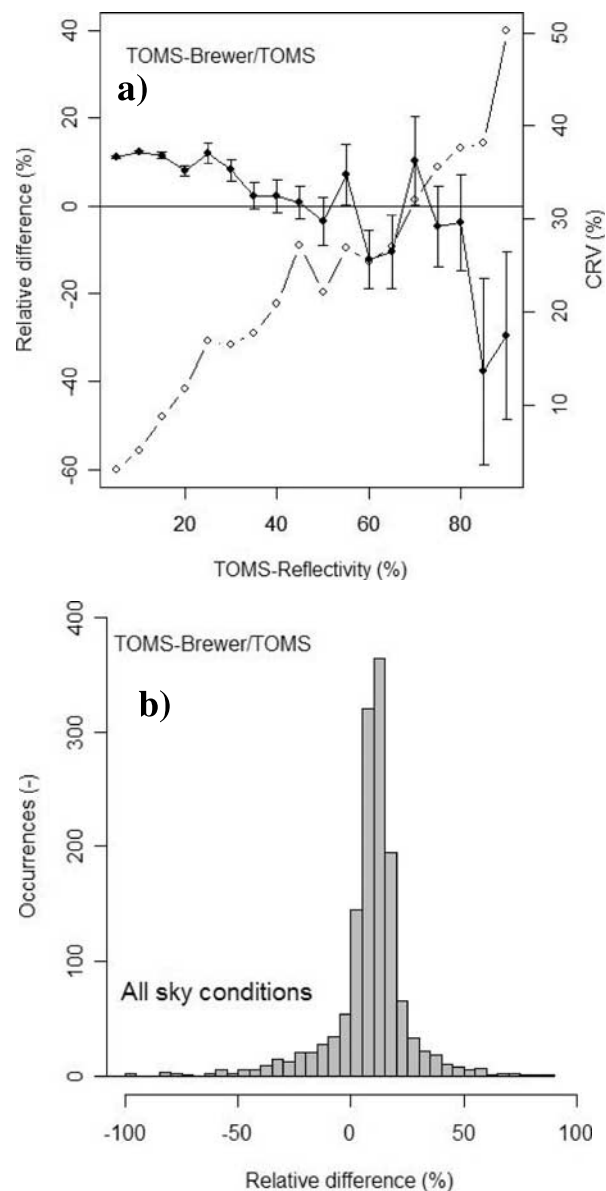 TOMS-Brewer/TOMS
a)
Relative difference (%)
40
20
0
-20
-40
-60
CRV (%)
50
40
30
20
10
20 40 60 80
TOMS-Reflectivity (%)
TOMS-Brewer/TOMS
b)
Occurrences (-)
400
300
200
100
0
All sky conditions
-100 -50 0 50 100
Relative difference (%)